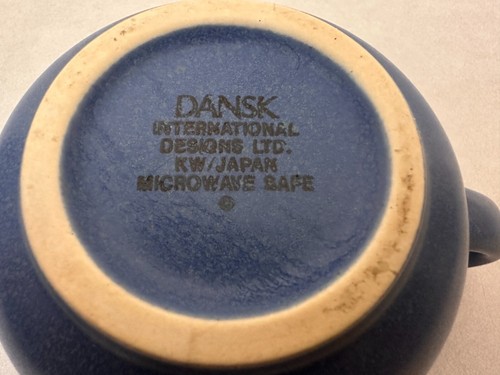 DANSK
INTERNATIONAL
DESIGNS LTD.
KW/JAPAN
MICROWAVE SAFE
©